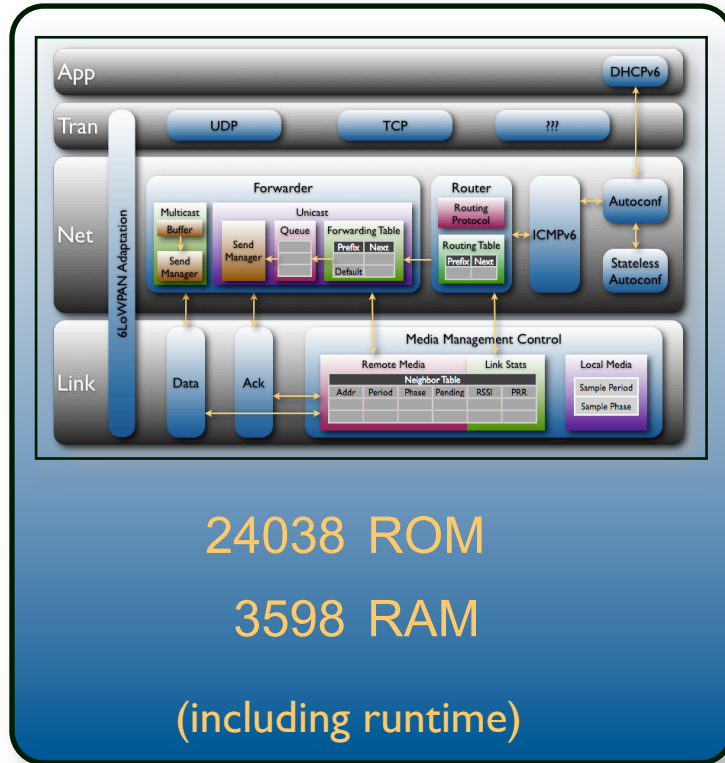 App
DHCPv6
Tran
UDP
TCP
???
Net
6LoWPAN Adaptation
Forwarder
Multicast
Buffer
Send
Manager
Unicast
Send
Manager
Queue
Forwarding Table
Prefix Next
Default
Router
Routing
Protocol
Routing Table
Prefix Next
ICMPv6
Autoconf
Stateless
Autoconf
Link
Data
Ack
Media Management Control
Remote Media
Link Stats
Neighbor Table
Addr Period Phase Pending RSSI PRR
Local Media
Sample Period
Sample Phase
24038 ROM
3598 RAM
(including runtime)